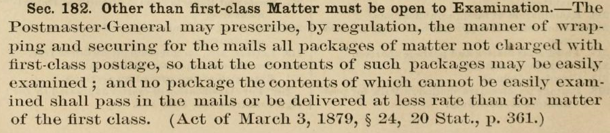 Sec. 182. Other than first-class Matter must be open to Examination.—The
Postmaster-General may prescribe, by regulation, the manner of wrap-
ping and securing for the mails all packages of matter not charged with
first-class postage, so that the contents of such packages may be easily
examined ; and no package the contents of which cannot be easily exam-
ined shall pass in the mails or be delivered at less rate than for matter
of the first class. (Act of March 3, 1879, § 24, 20 Stat., p. 361.)